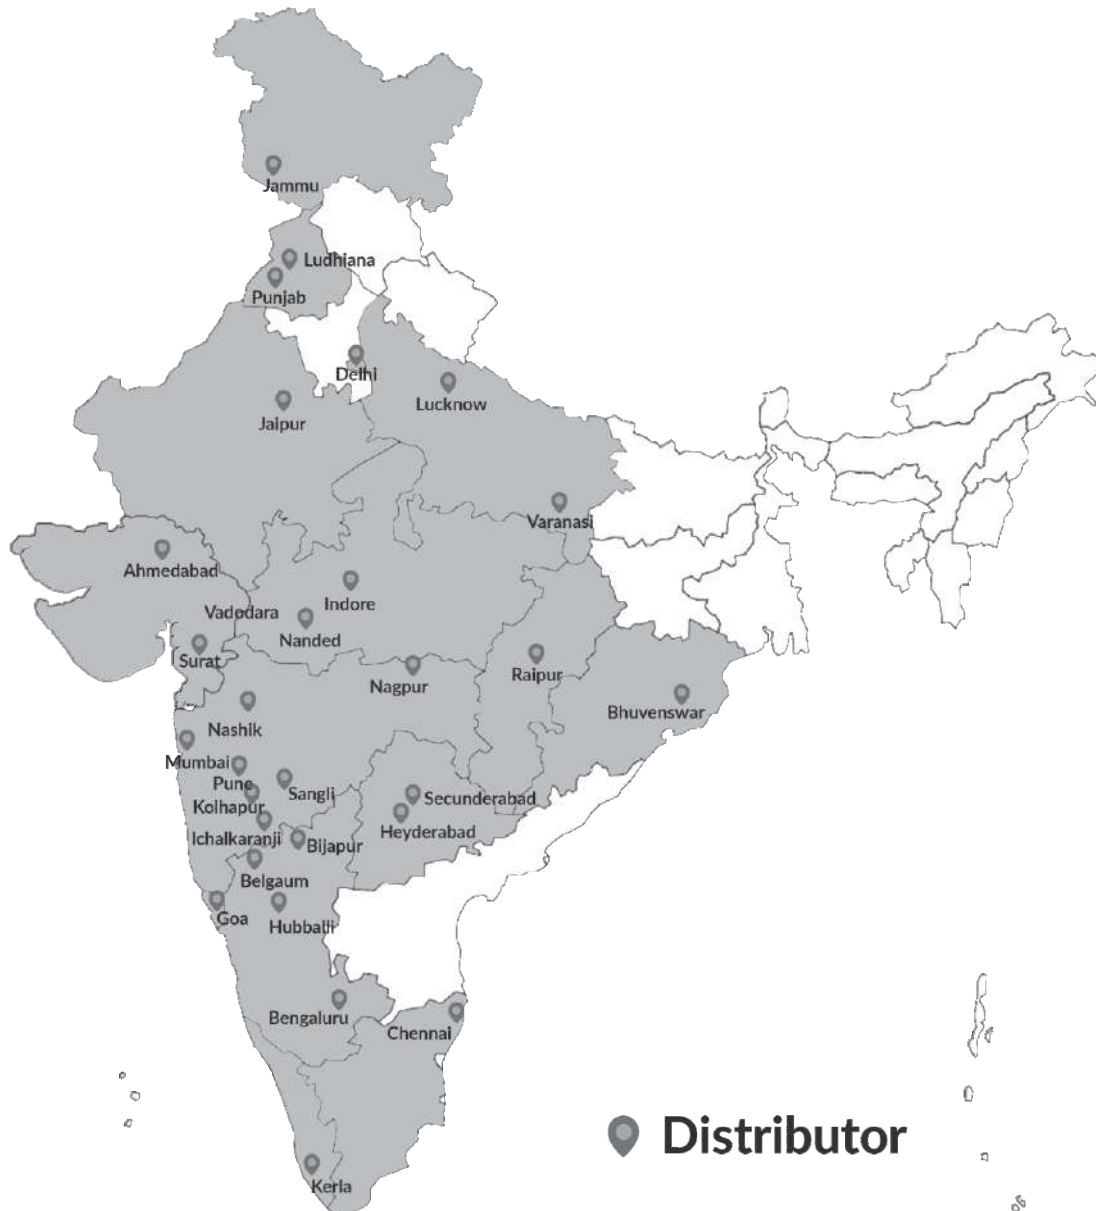 Jammu
Ludhiana
Punjab
Delhi
Lucknow
Jaipur
Varanasi
Ahmedabad
Indore
Vadodara
Nanded
Surat
Raipur
Nagpur
Bhuvenswar
Nashik
Mumbai
Pune
Sangli
Secunderabad
Kolhapur
Heyderabad
Ichalkaranji
Bijapur
Belgaum
Goa
Hubballi
Bengaluru
Chennai
Distributor
Kerla